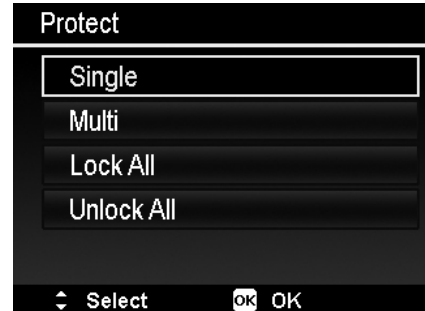 Protect
Single
Multi
Lock All
Unlock All
Select OK OK